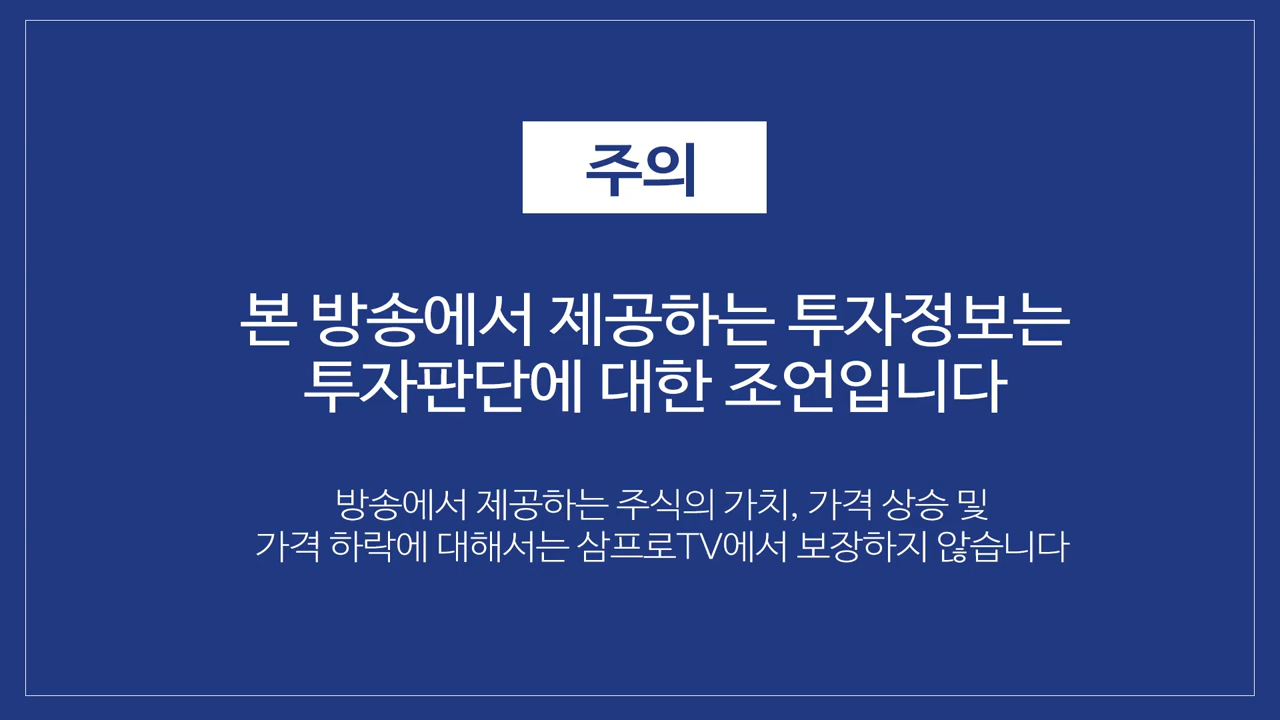 주의
본 방송에서 제공하는 투자정보는
투자판단에 대한 조언입니다
방송에서 제공하는 주식의 가치, 가격 상승 및
가격 하락에 대해서는 삼프로TV에서 보장하지 않습니다